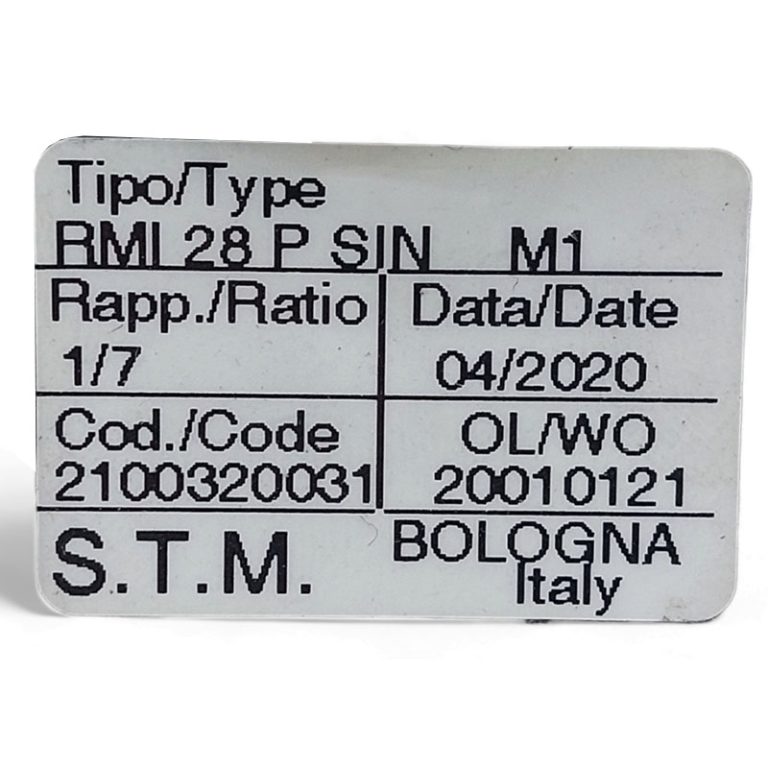 Tipo/Type
RMI 28 P SIN M1
Rapp./Ratio Data/Date
1/7 04/2020
Cod./Code OL/WO
2100320031 20010121
S.T.M. BOLOGNA
Italy